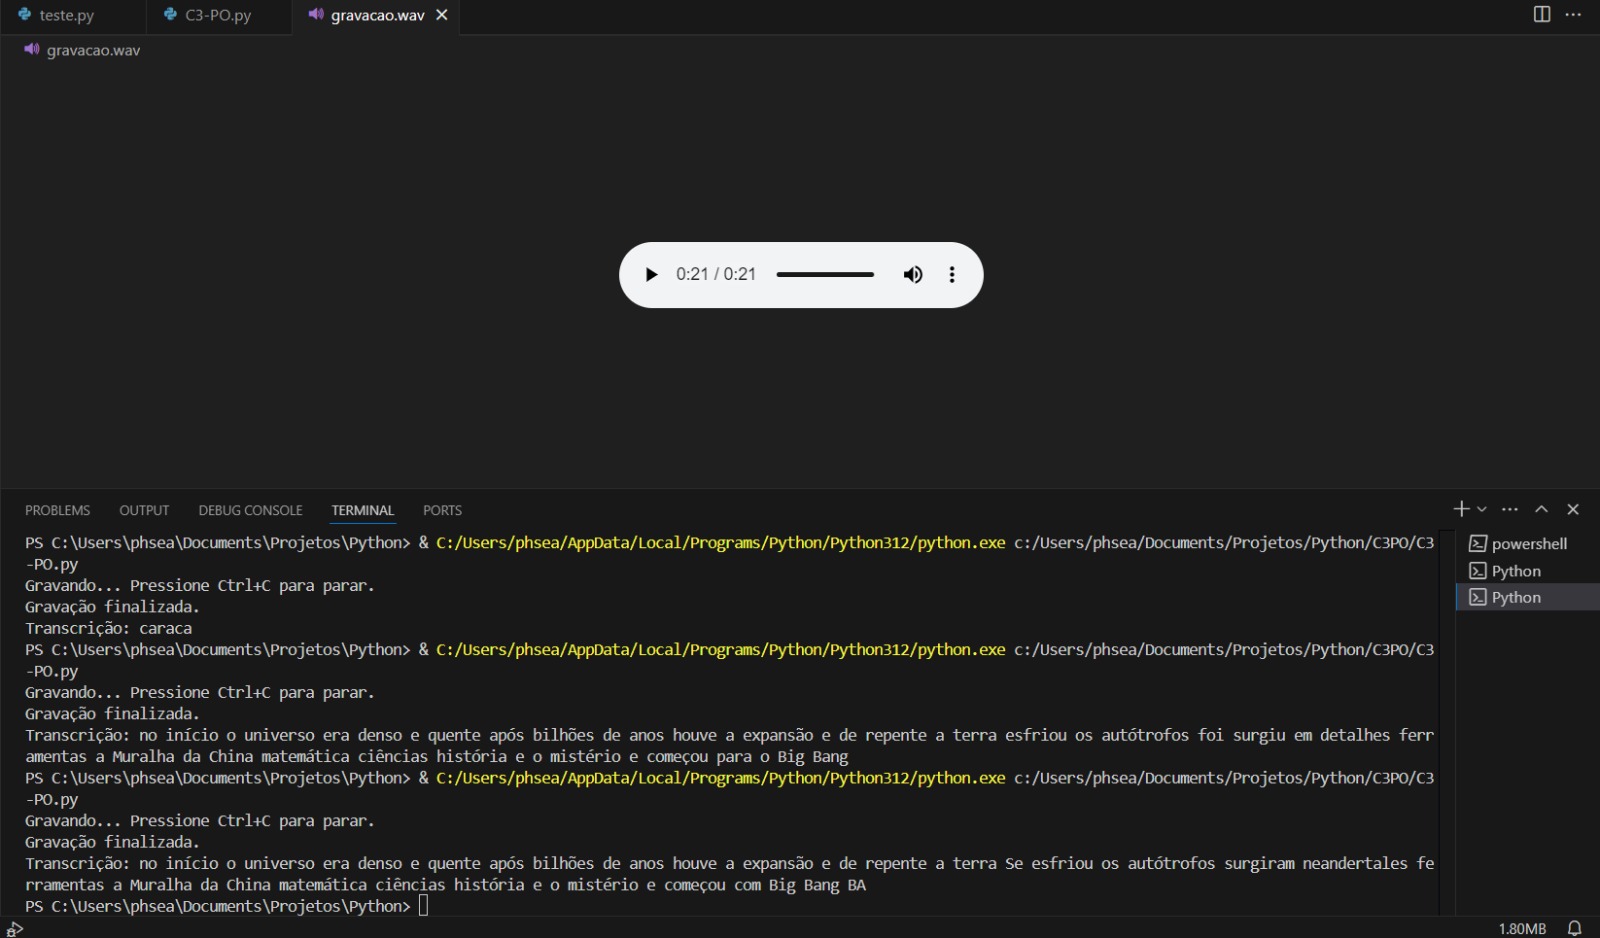 teste.py
C3-PO.py
gravacao.wav
gravacao.wav
0:21 / 0:21
PROBLEMS
OUTPUT
DEBUG CONSOLE
TERMINAL
PORTS
PS C:\Users\phsea\Documents\Projetos\Python> & C:/Users/phsea/AppData/Local/Programs/Python/Python312/python.exe c:/Users/phsea/Documents/Projetos/Python/C3PO/C3
-PO.py
Gravando... Pressione Ctrl+C para parar.
Gravação finalizada.
Transcrição: caraca
PS C:\Users\phsea\Documents\Projetos\Python> & C:/Users/phsea/AppData/Local/Programs/Python/Python312/python.exe c:/Users/phsea/Documents/Projetos/Python/C3PO/C3
-PO.py
Gravando... Pressione Ctrl+C para parar.
Gravação finalizada.
Transcrição: no início o universo era denso e quente após bilhões de anos houve a expansão e de repente a terra esfriou os autótrofos foi surgiu em detalhes ferr
amentas a Muralha da China matemática ciências história e o mistério e começou para o Big Bang
PS C:\Users\phsea\Documents\Projetos\Python> & C:/Users/phsea/AppData/Local/Programs/Python/Python312/python.exe c:/Users/phsea/Documents/Projetos/Python/C3PO/C3
-PO.py
Gravando... Pressione Ctrl+C para parar.
Gravação finalizada.
Transcrição: no início o universo era denso e quente após bilhões de anos houve a expansão e de repente a terra Se esfriou os autótrofos surgiram neandertales fe
rramentas a Muralha da China matemática ciências história e o mistério e começou com Big Bang BA
PS C:\Users\phsea\Documents\Projetos\Python>
powershell
Python
Python
1.80MB